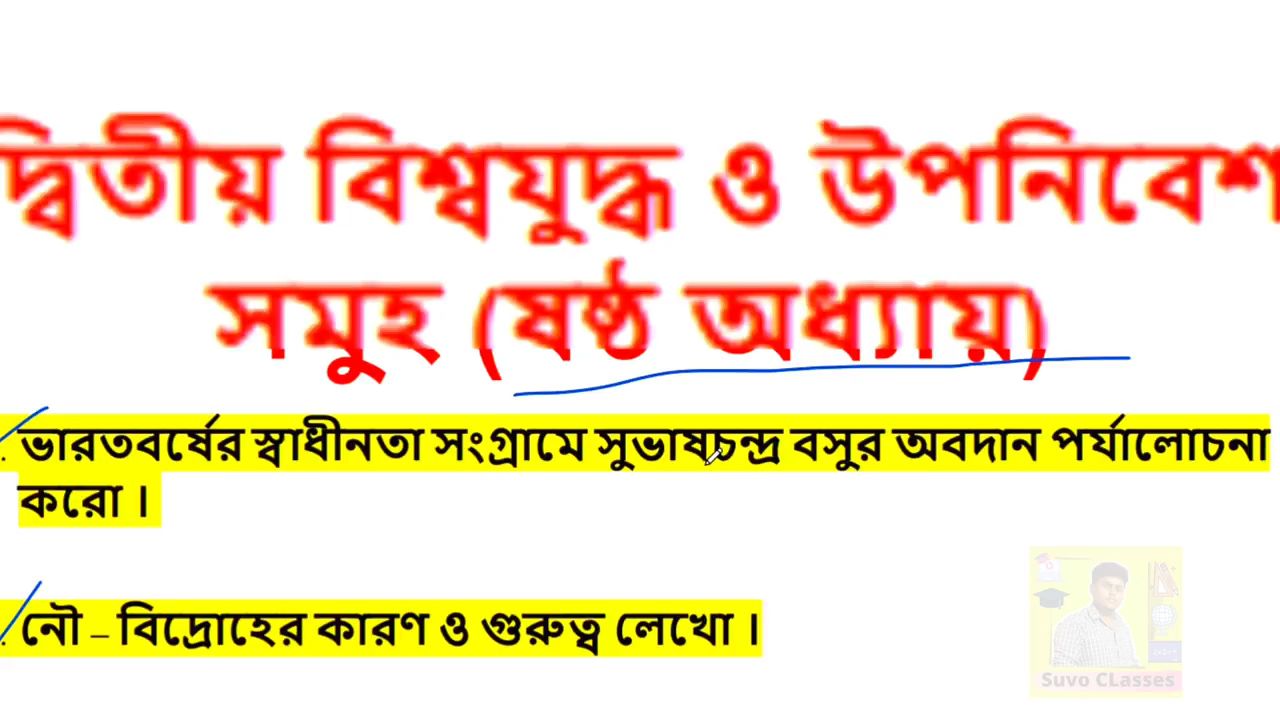 দ্বিতীয় বিশ্বযুদ্ধ ও উপনিবেশ
সমুহ (ষষ্ঠ অধ্যায়)
. ভারতবর্ষের স্বাধীনতা সংগ্রামে সুভাষচন্দ্র বসুর অবদান পর্যালোচনা
করো ।
. নৌ – বিদ্রোহের কারণ ও গুরুত্ব লেখো ।
Suvo CLasses